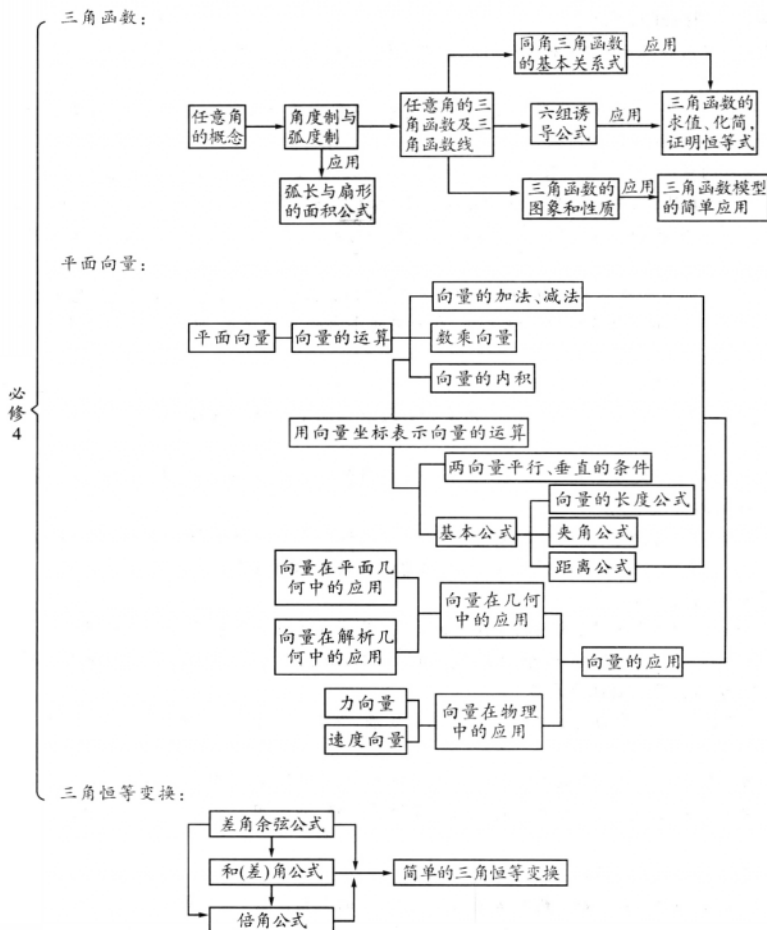 三角函数：
同角三角函数
的基本关系式
应用
任意角
的概念
角度制与
弧度制
任意角的三
角函数及三
角函数线
六组诱
导公式
应用
三角函数的
求值、化简，
证明恒等式
应用
弧长与扇形
的面积公式
三角函数的
图象和性质
应用
三角函数模型
的简单应用
平面向量：
向量的加法、减法
平面向量
向量的运算
数乘向量
向量的内积
必
修
4
用向量坐标表示向量的运算
两向量平行、垂直的条件
向量的长度公式
基本公式
夹角公式
距离公式
向量在平面几
何中的应用
向量在几何
中的应用
向量在解析几
何中的应用
向量的应用
力向量
速度向量
向量在物理
中的应用
三角恒等变换：
差角余弦公式
和(差)角公式
简单的三角恒等变换
倍角公式